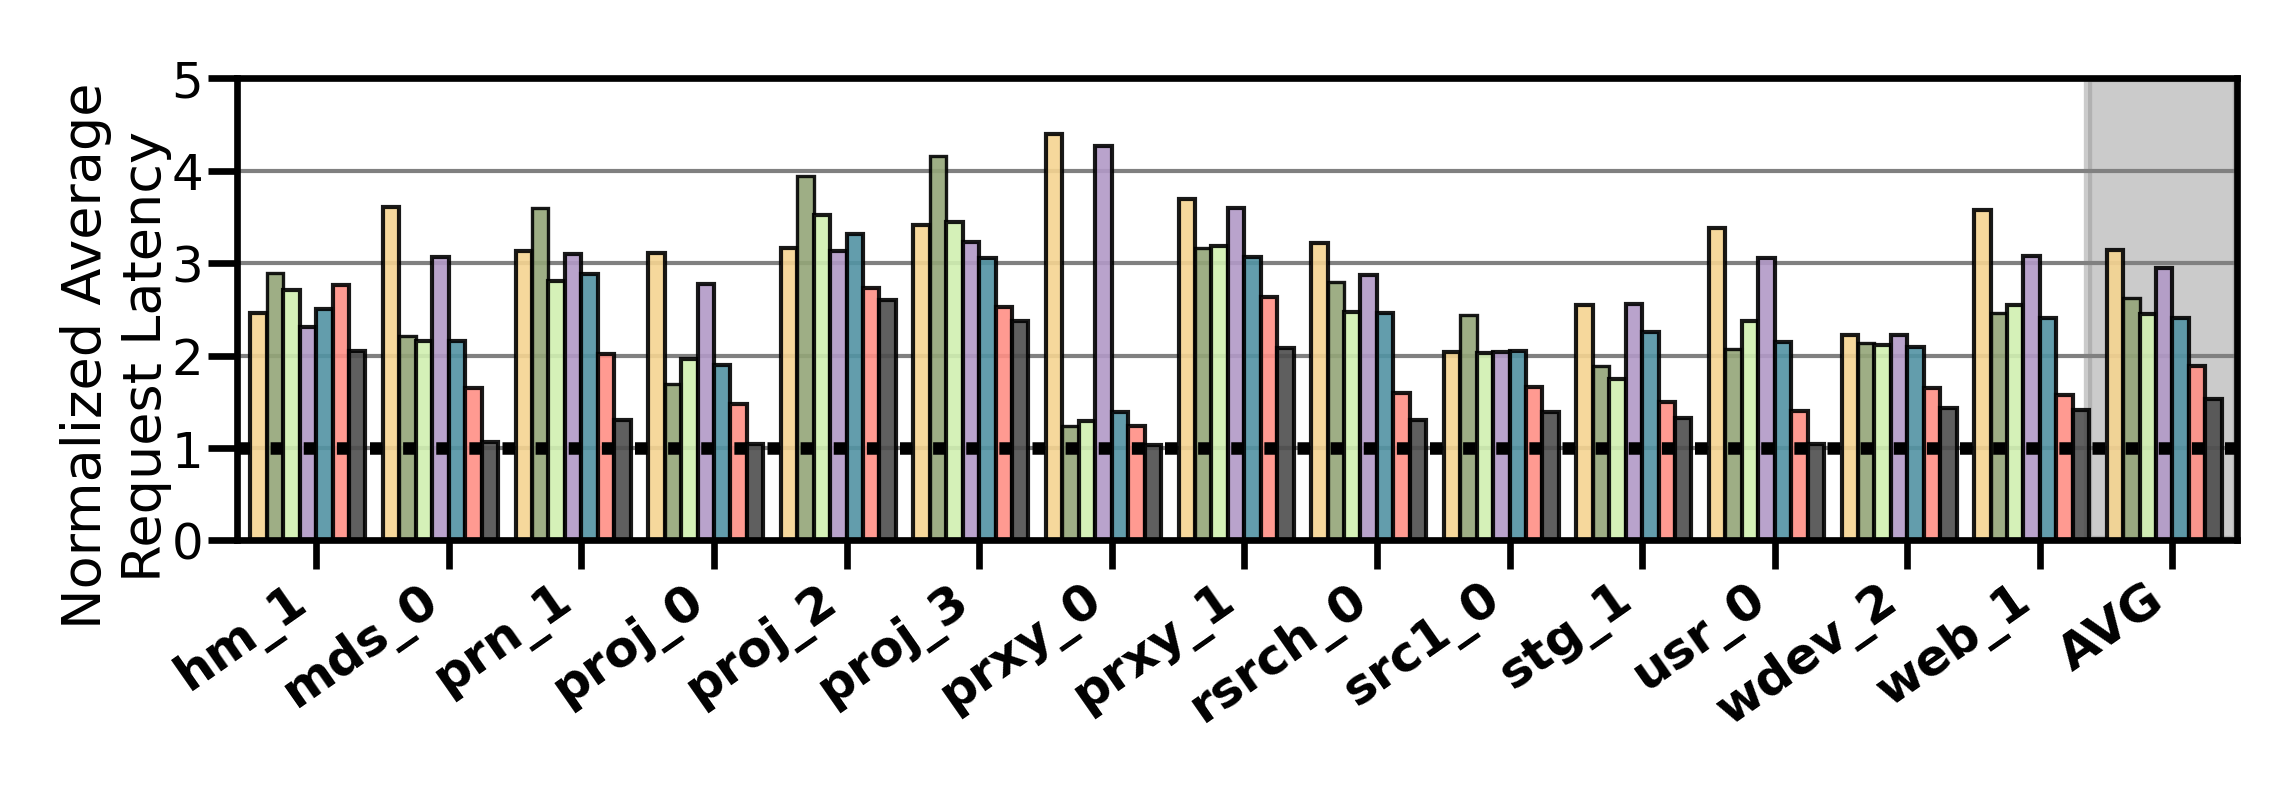 Normalized Average
Request Latency
5
4
3
2
1
0
hm_1
mds_0
prn_1
proj_0
proj_2
proj_3
prxy_0
prxy_1
rsrch_0
src1_0
stg_1
usr_0
wdev_2
web_1
AVG